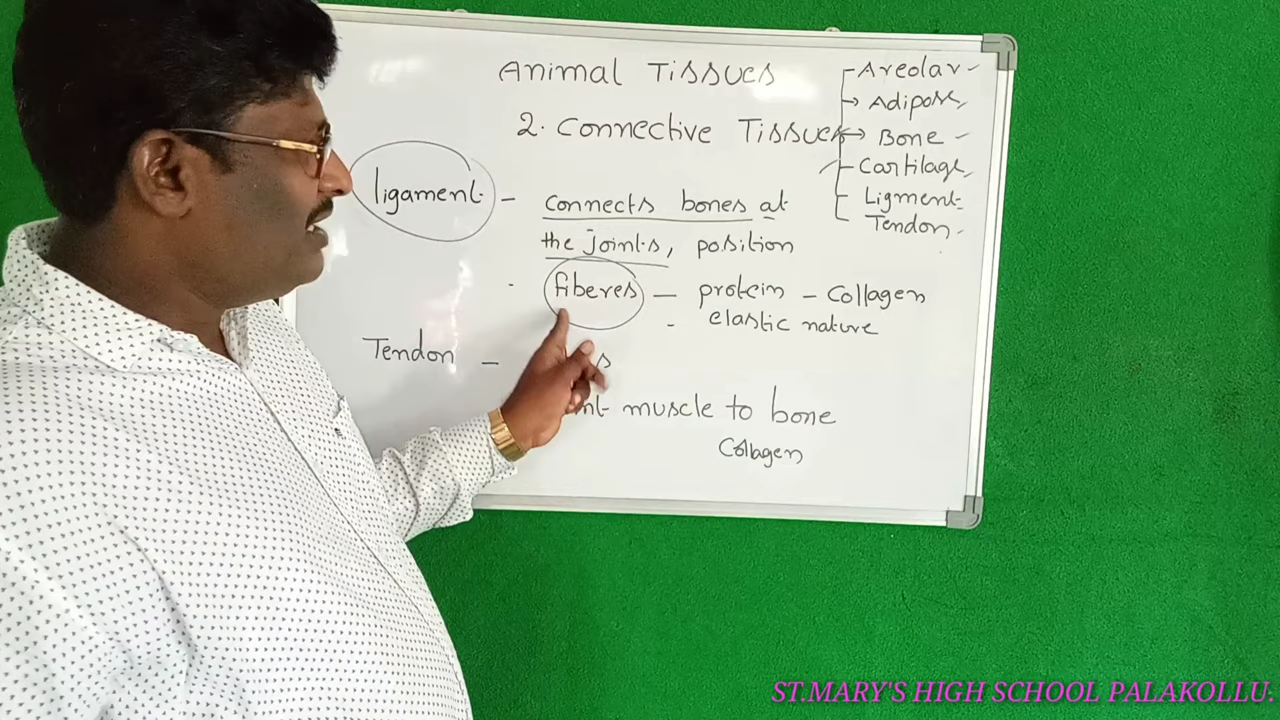 Animal Tissues
2. Connective Tissues
Areolar
Adipose,
Bone -
Cartilage,
Ligment-
Tendon.
ligament - connects bones at
the joints, position
fiberes - protein - Collagen
- elastic nature
Tendon -
muscle to bone
Collagen
ST.MARY'S HIGH SCHOOL PALAKOLLU.